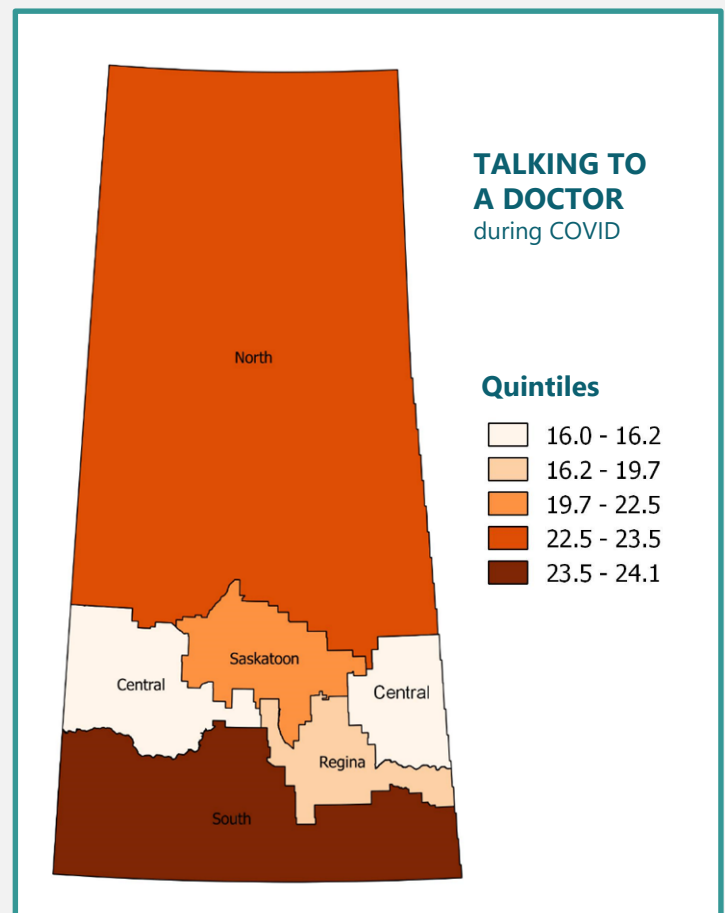 TALKING TO
A DOCTOR
during COVID
North
Quintiles
16.0 - 16.2
16.2 - 19.7
19.7 - 22.5
22.5 - 23.5
23.5 - 24.1
Saskatoon
Central
Central
Regina
South